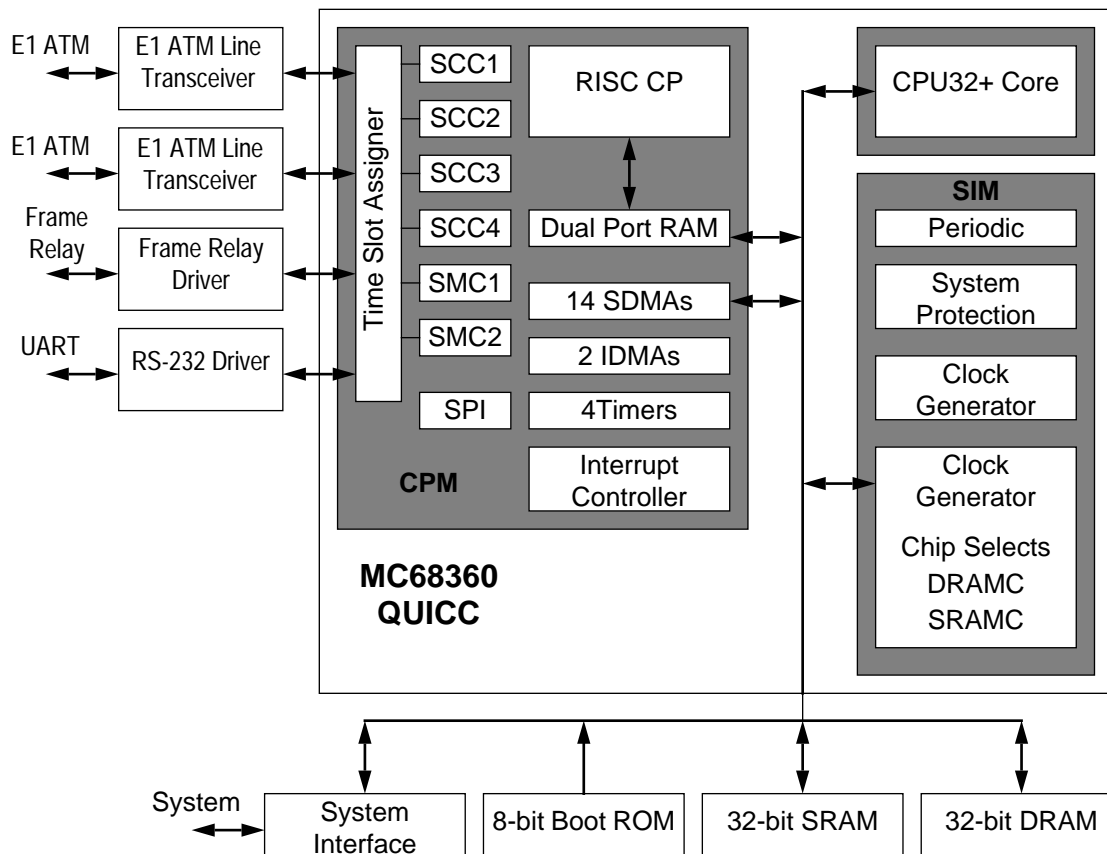 E1 ATM
E1 ATM Line
Transceiver
E1 ATM
E1 ATM Line
Transceiver
Frame
Relay
Frame Relay
Driver
UART
RS-232 Driver
Time Slot Assigner
SCC1
SCC2
SCC3
SCC4
SMC1
SMC2
SPI
CPM
RISC CP
Dual Port RAM
14 SDMAs
2 IDMAs
4Timers
Interrupt
Controller
MC68360
QUICC
CPU32+ Core
SIM
Periodic
System
Protection
Clock
Generator
Clock
Generator
Chip Selects
DRAMC
SRAMC
System
System
Interface
8-bit Boot ROM
32-bit SRAM
32-bit DRAM